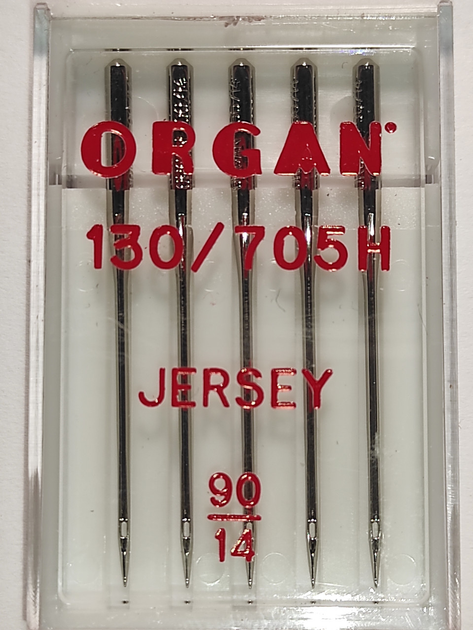 ORGAN
130/705H
JERSEY
90
14